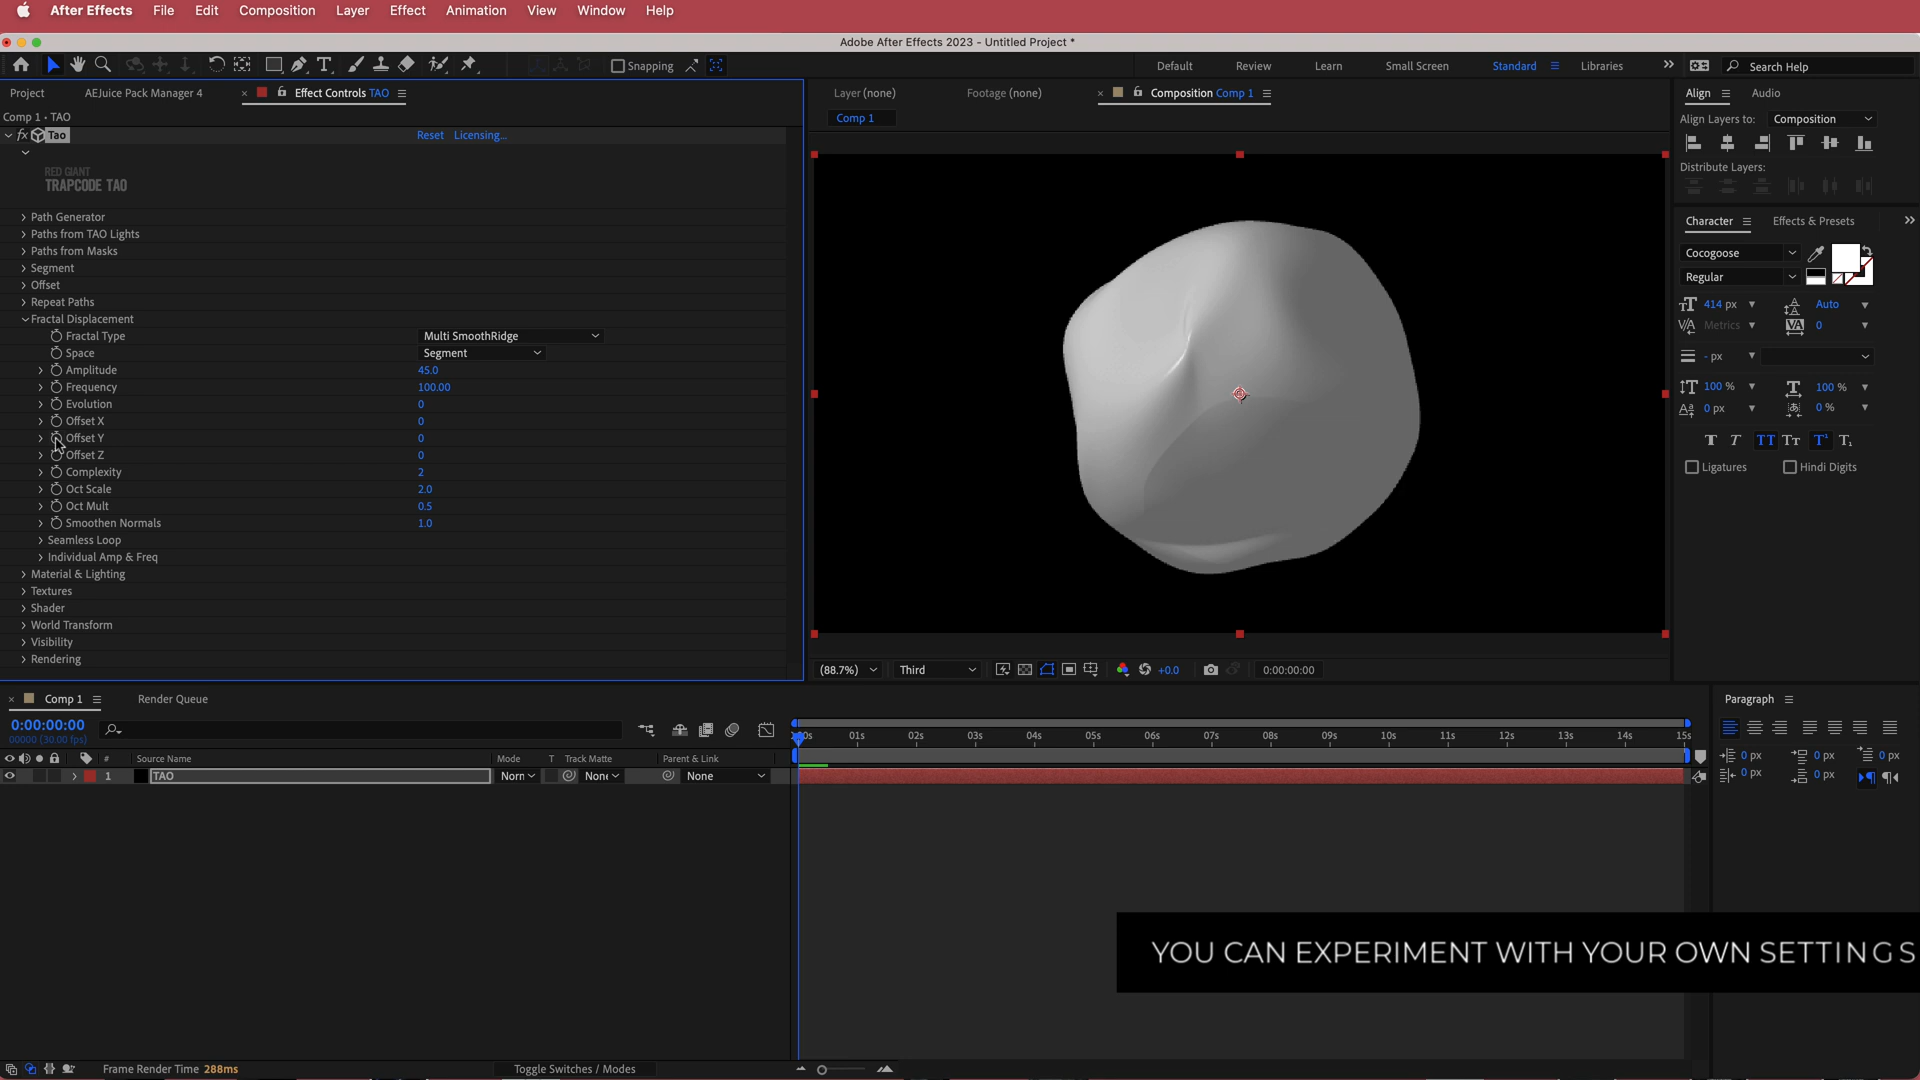 After Effects File Edit Composition Layer Effect Animation View Window Help
Adobe After Effects 2023 - Untitled Project *
Snapping Default Review Learn Small Screen Standard Libraries Search Help
Project AEJuice Pack Manager 4 Effect Controls TAO
Layer (none) Footage (none) Composition Comp 1
Align Audio
Comp 1 • TAO
Comp 1
Align Layers to: Composition
fx Tao Reset Licensing...
Distribute Layers:
RED GIANT
TRAPCODE TAO
Path Generator
Paths from TAO Lights
Paths from Masks
Segment
Offset
Repeat Paths
Fractal Displacement
Fractal Type Multi SmoothRidge
Space Segment
Amplitude 45.0
Frequency 100.00
Evolution 0
Offset X 0
Offset Y 0
Offset Z 0
Complexity 2
Oct Scale 2.0
Oct Mult 0.5
Smoothen Normals 1.0
Seamless Loop
Individual Amp & Freq
Material & Lighting
Textures
Shader
World Transform
Visibility
Rendering
Character Effects & Presets
Cocogoose
Regular
414 px Auto
Metrics 0
- px
100 % 100 %
0 px 0 %
TT Tt T¹ T₁
Ligatures Hindi Digits
(88.7%) Third +0.0 0:00:00:00
Comp 1 Render Queue
0:00:00:00
00000 (30.00 fps)
01s 02s 03s 04s 05s 06s 07s 08s 09s 10s 11s 12s 13s 14s 15s
# Source Name Mode T Track Matte Parent & Link
1 TAO Norn None None
Paragraph
0 px 0 px 0 px
0 px 0 px
YOU CAN EXPERIMENT WITH YOUR OWN SETTINGS
Frame Render Time 288ms Toggle Switches / Modes